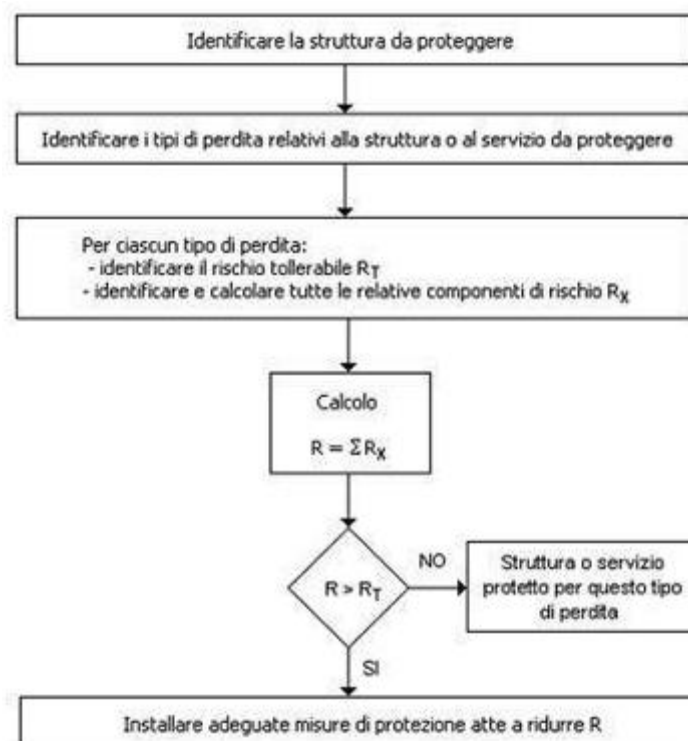 Identificare la struttura da proteggere
Identificare i tipi di perdita relativi alla struttura o al servizio da proteggere
Per ciascun tipo di perdita:
- identificare il rischio tollerabile RT
- identificare e calcolare tutte le relative componenti di rischio RX
Calcolo
R = ΣRX
R > RT
NO
Struttura o servizio
protetto per questo tipo
di perdita
SI
Installare adeguate misure di protezione atte a ridurre R